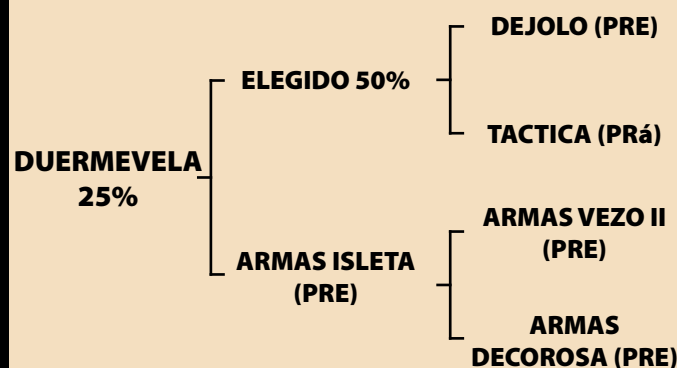 DEJOLO (PRE)
ELEGIDO 50%
TACTICA (PRá)
DUERMEVELA
25%
ARMAS VEZO II
(PRE)
ARMAS ISLETA
(PRE)
ARMAS
DECOROSA (PRE)